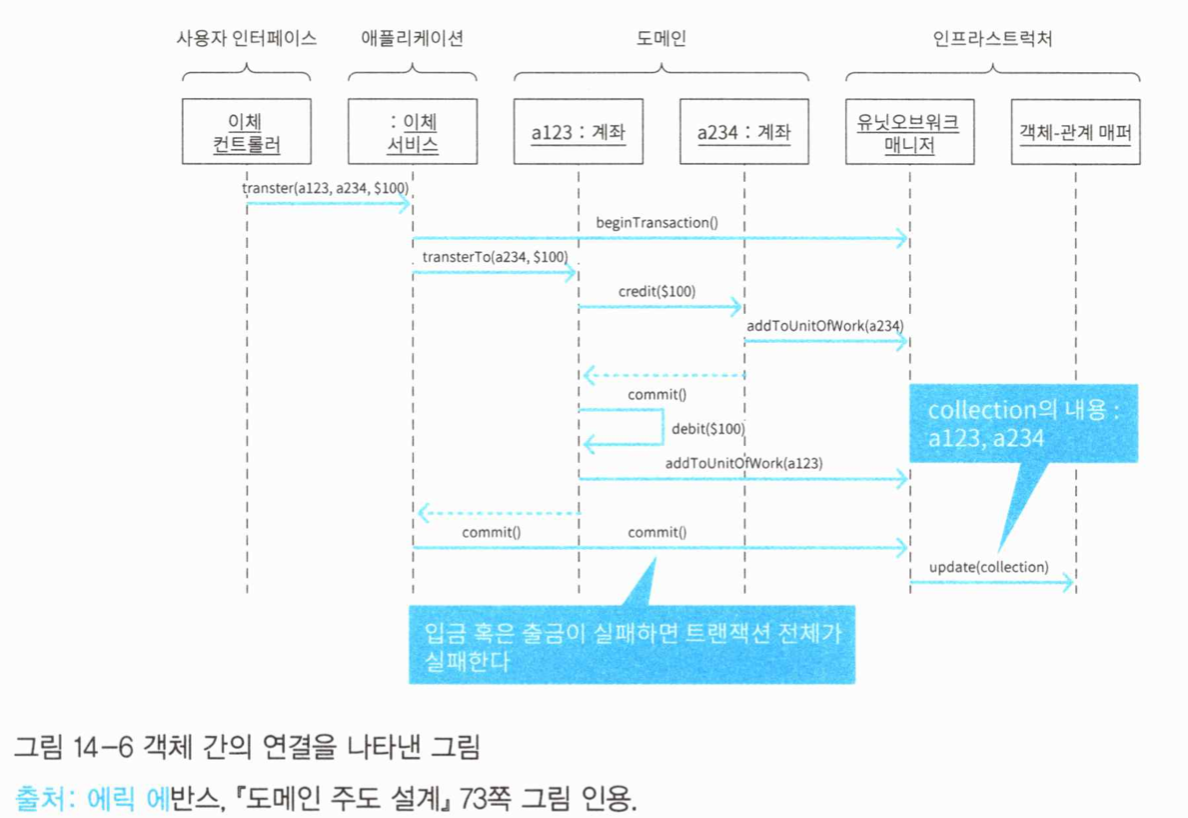 사용자 인터페이스
애플리케이션
도메인
인프라스트럭처
이체
컨트롤러
: 이체
서비스
a123 : 계좌
a234 : 계좌
유닛오브워크
매니저
객체-관계 매퍼
transter(a123, a234, $100)
beginTransaction()
transterTo(a234, $100)
credit($100)
addToUnitOfWork(a234)
commit()
debit($100)
collection의 내용 :
a123, a234
addToUnitOfWork(a123)
commit()
commit()
update(collection)
입금 혹은 출금이 실패하면 트랜잭션 전체가
실패한다
그림 14-6 객체 간의 연결을 나타낸 그림
출처: 에릭 에반스, 『도메인 주도 설계』 73쪽 그림 인용.